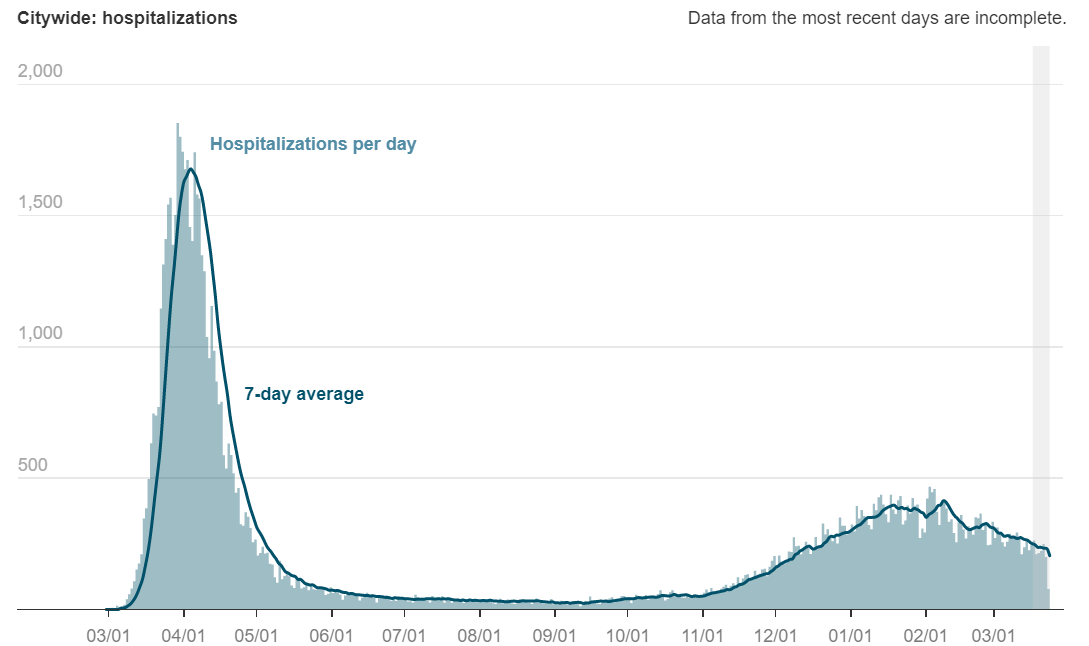 Citywide: hospitalizations
Data from the most recent days are incomplete.
2,000
Hospitalizations per day
1,500
1,000
7-day average
500
03/01 04/01 05/01 06/01 07/01 08/01 09/01 10/01 11/01 12/01 01/01 02/01 03/01